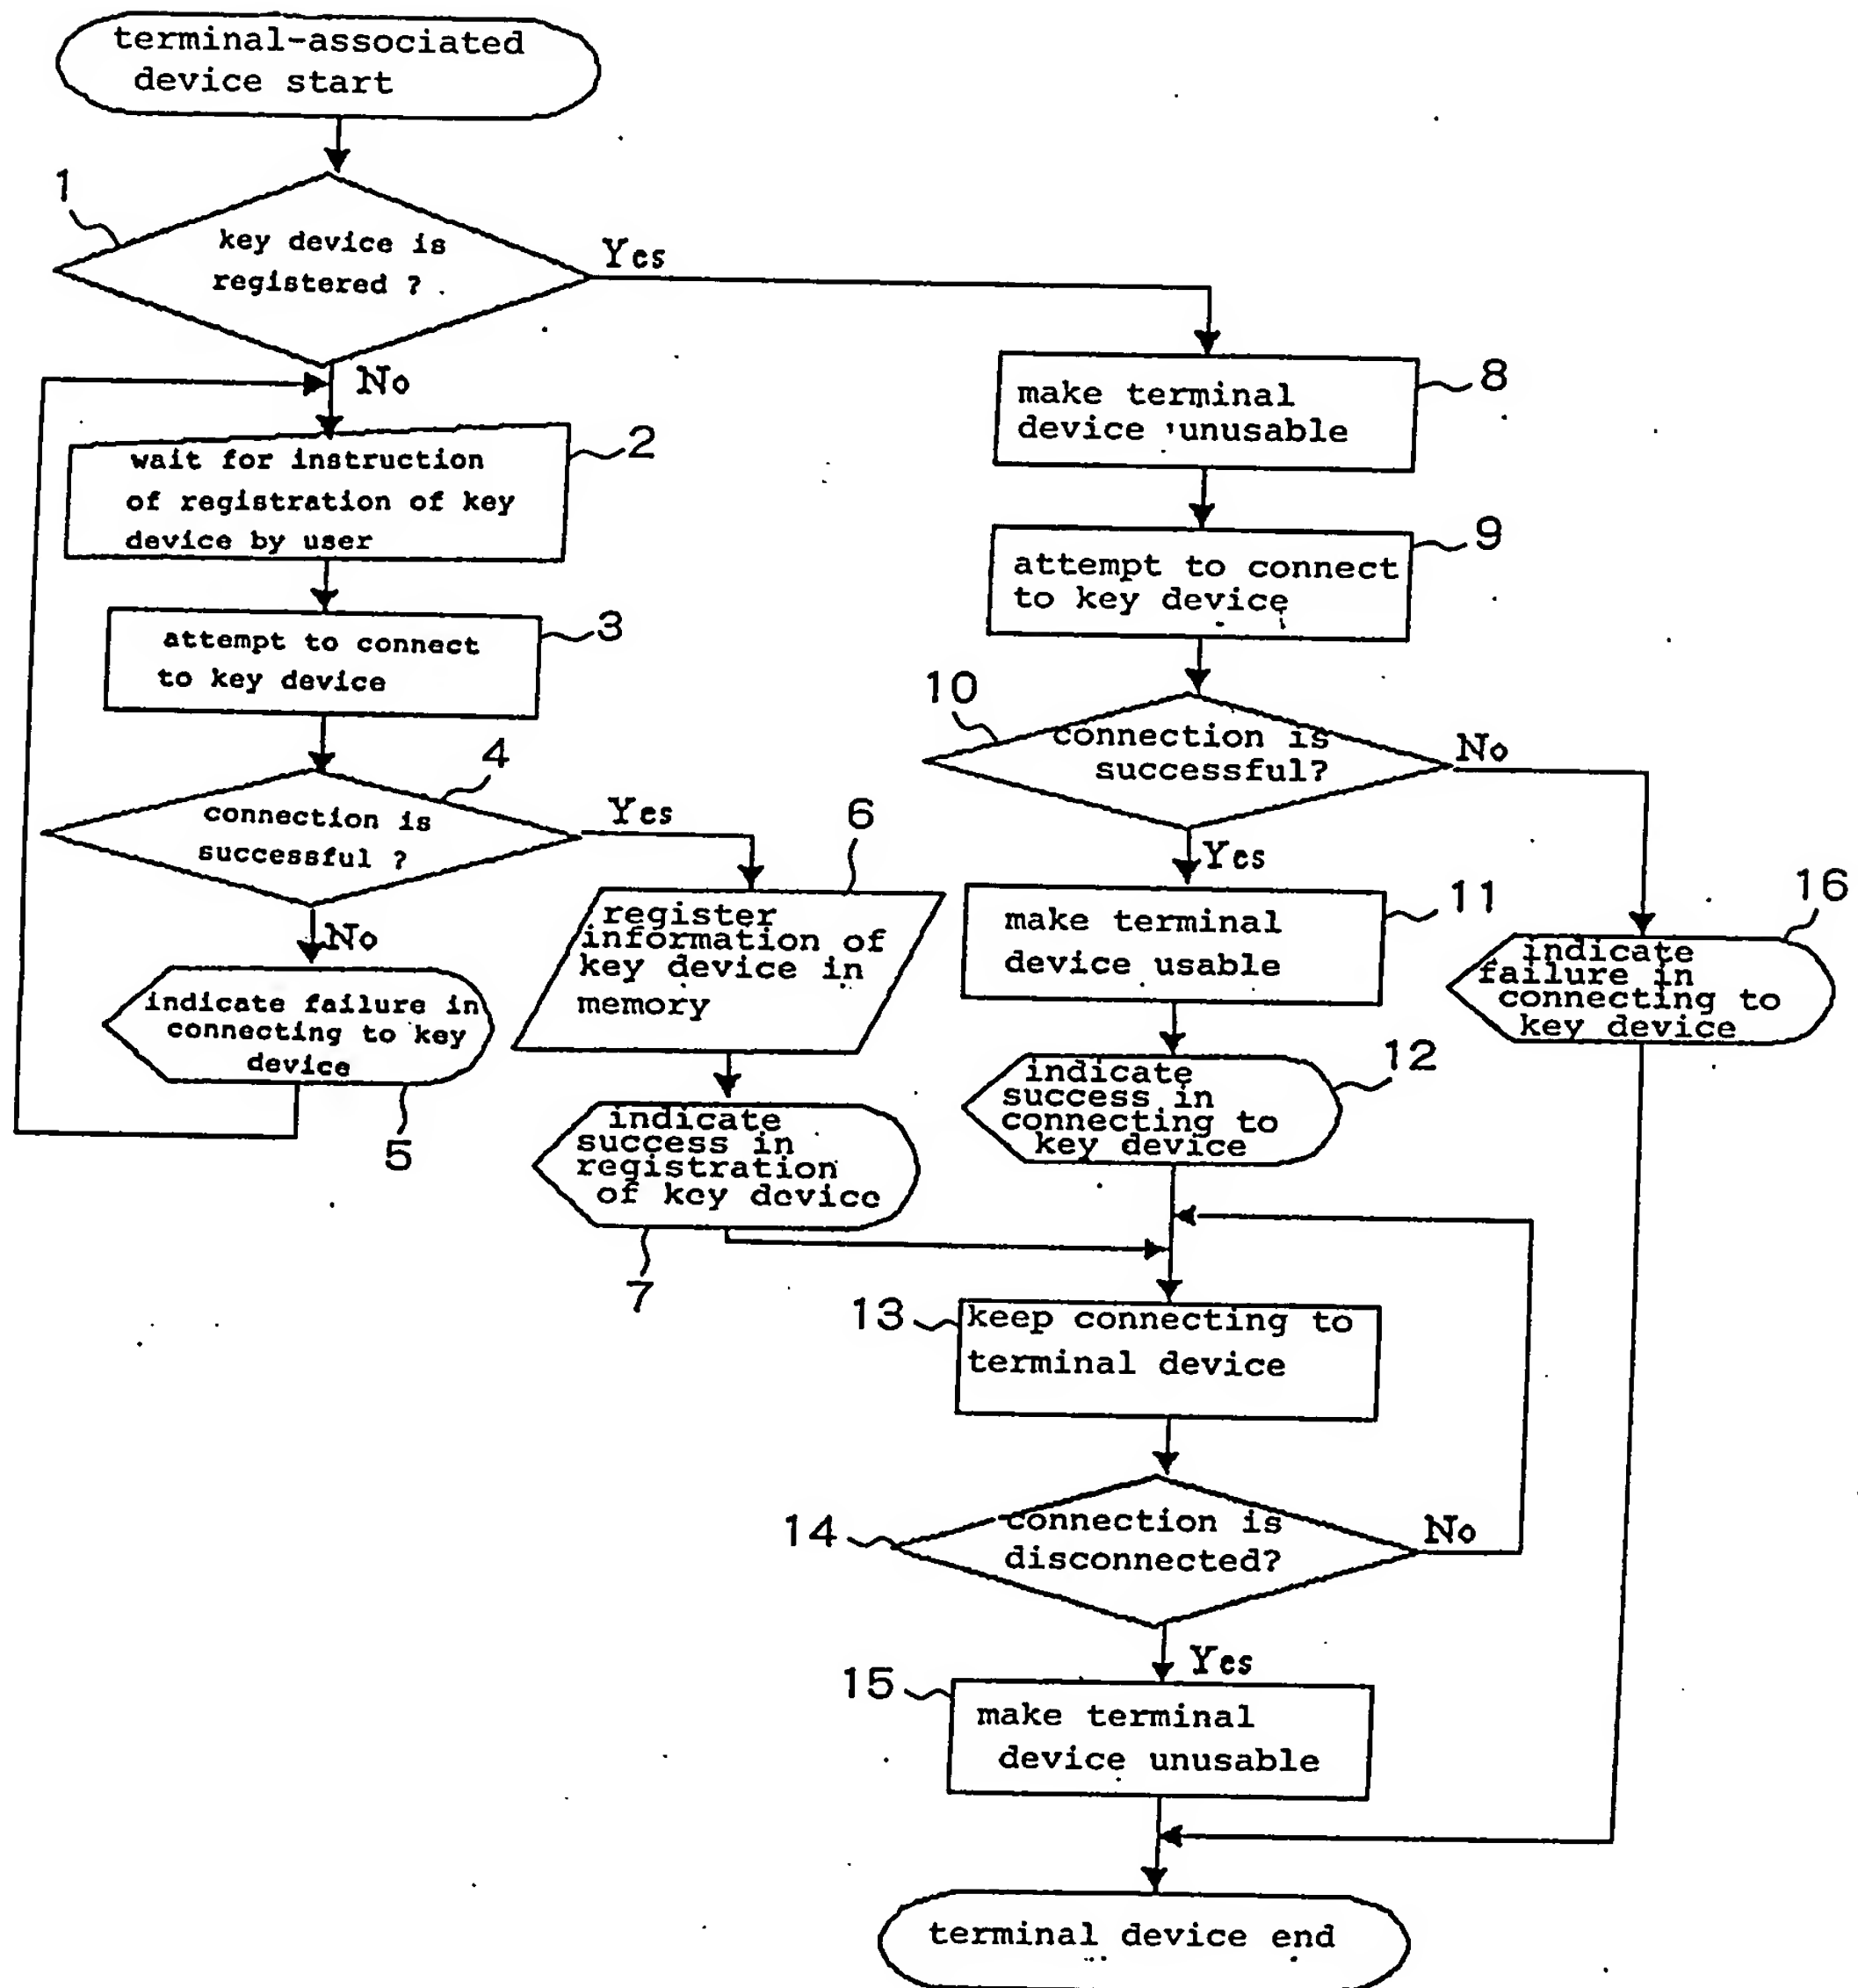 terminal-associated
device start
1
key device is
registered ?
Yes
No
2
wait for instruction
of registration of key
device by user
3
attempt to connect
to key device
4
connection is
successful ?
Yes
No
5
indicate failure in
connecting to key
device
6
register
information of
key device in
memory
7
indicate
success in
registration
of key device
8
make terminal
device unusable
9
attempt to connect
to key device
10
connection is
successful?
No
Yes
11
make terminal
device usable
12
indicate
success in
connecting to
key device
16
indicate
failure in
connecting to
key device
13
keep connecting to
terminal device
14
connection is
disconnected?
No
Yes
15
make terminal
device unusable
terminal device end